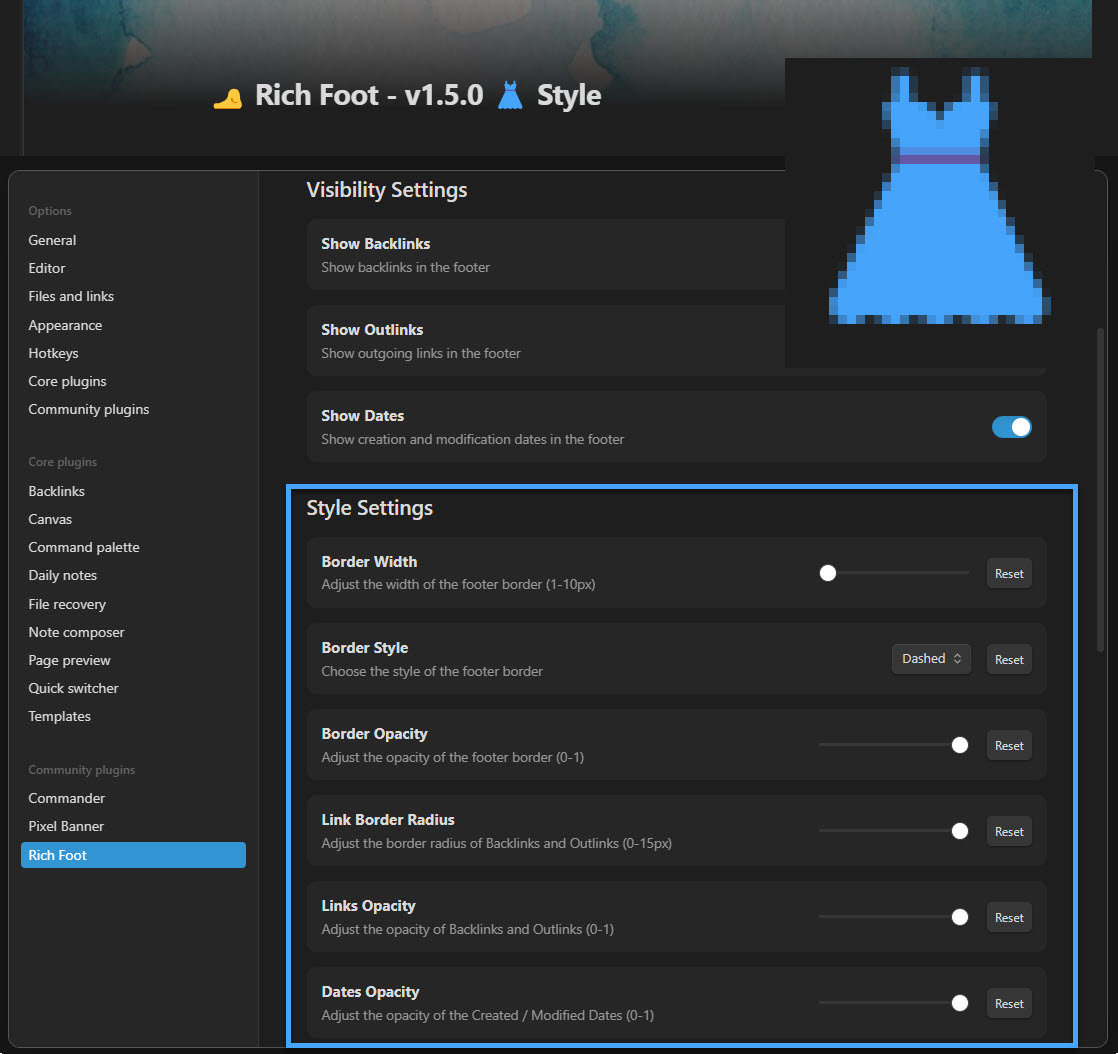 Rich Foot - v1.5.0 Style
Options
General
Editor
Files and links
Appearance
Hotkeys
Core plugins
Community plugins
Core plugins
Backlinks
Canvas
Command palette
Daily notes
File recovery
Note composer
Page preview
Quick switcher
Templates
Community plugins
Commander
Pixel Banner
Rich Foot
Visibility Settings
Show Backlinks
Show backlinks in the footer
Show Outlinks
Show outgoing links in the footer
Show Dates
Show creation and modification dates in the footer
Style Settings
Border Width
Adjust the width of the footer border (1-10px)
Reset
Border Style
Choose the style of the footer border
Dashed
Reset
Border Opacity
Adjust the opacity of the footer border (0-1)
Reset
Link Border Radius
Adjust the border radius of Backlinks and Outlinks (0-15px)
Reset
Links Opacity
Adjust the opacity of Backlinks and Outlinks (0-1)
Reset
Dates Opacity
Adjust the opacity of the Created / Modified Dates (0-1)
Reset